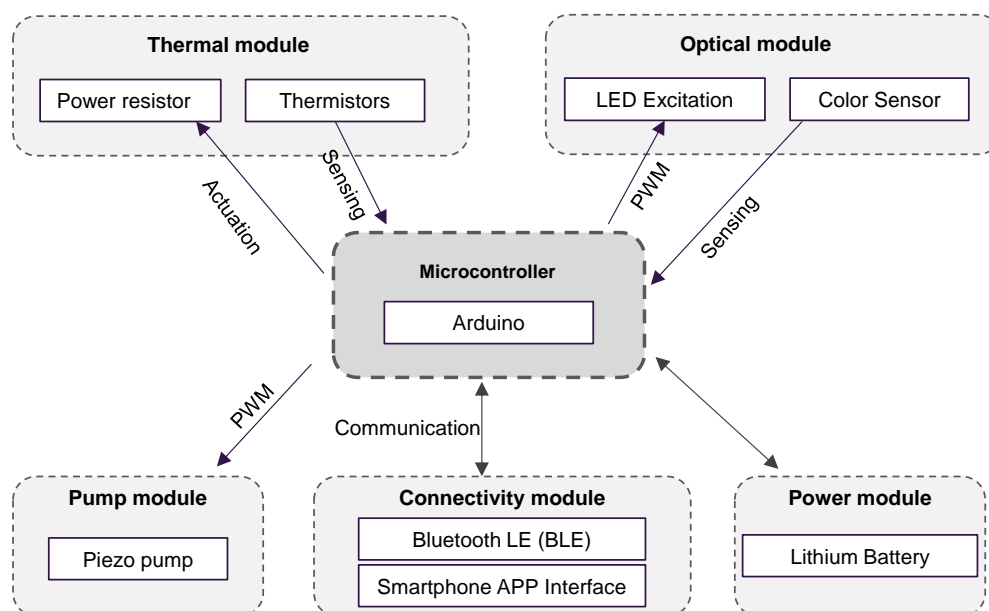 Thermal module
Power resistor
Thermistors
Optical module
LED Excitation
Color Sensor
Actuation
Sensing
PWM
Sensing
Microcontroller
Arduino
PWM
Communication
Pump module
Piezo pump
Connectivity module
Bluetooth LE (BLE)
Smartphone APP Interface
Power module
Lithium Battery